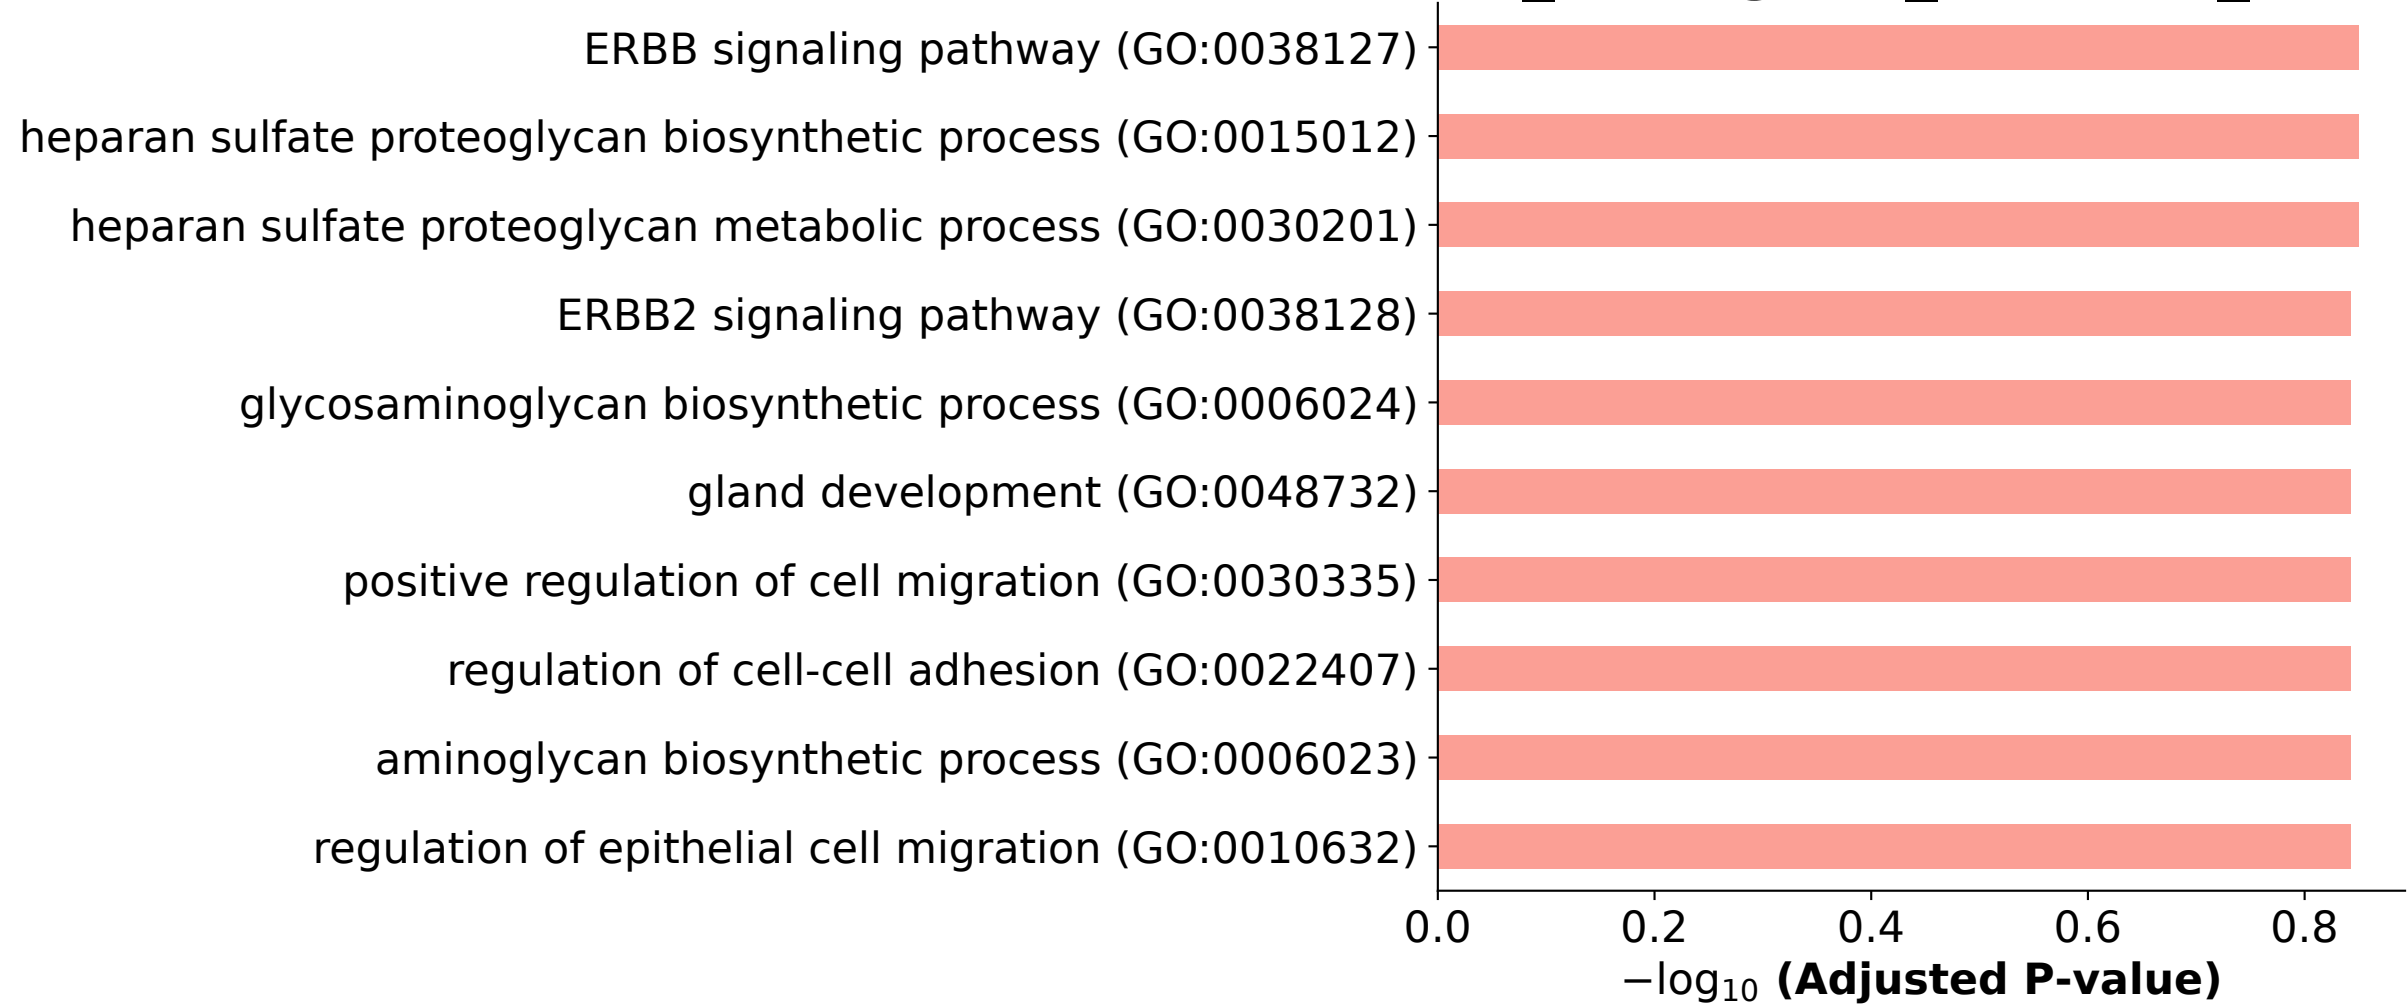 ERBB signaling pathway (GO:0038127)
heparan sulfate proteoglycan biosynthetic process (GO:0015012)
heparan sulfate proteoglycan metabolic process (GO:0030201)
ERBB2 signaling pathway (GO:0038128)
glycosaminoglycan biosynthetic process (GO:0006024)
gland development (GO:0048732)
positive regulation of cell migration (GO:0030335)
regulation of cell-cell adhesion (GO:0022407)
aminoglycan biosynthetic process (GO:0006023)
regulation of epithelial cell migration (GO:0010632)
0.0 0.2 0.4 0.6 0.8
−log₁₀ (Adjusted P-value)